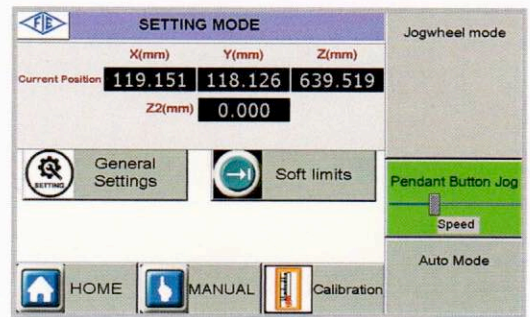 FIE
SETTING MODE
X(mm) Y(mm) Z(mm)
Current Position 119.151 118.126 639.519
Z2(mm) 0.000
SETTING
General
Settings
Soft limits
HOME
MANUAL
Calibration
Jogwheel mode
Pendant Button Jog
Speed
Auto Mode